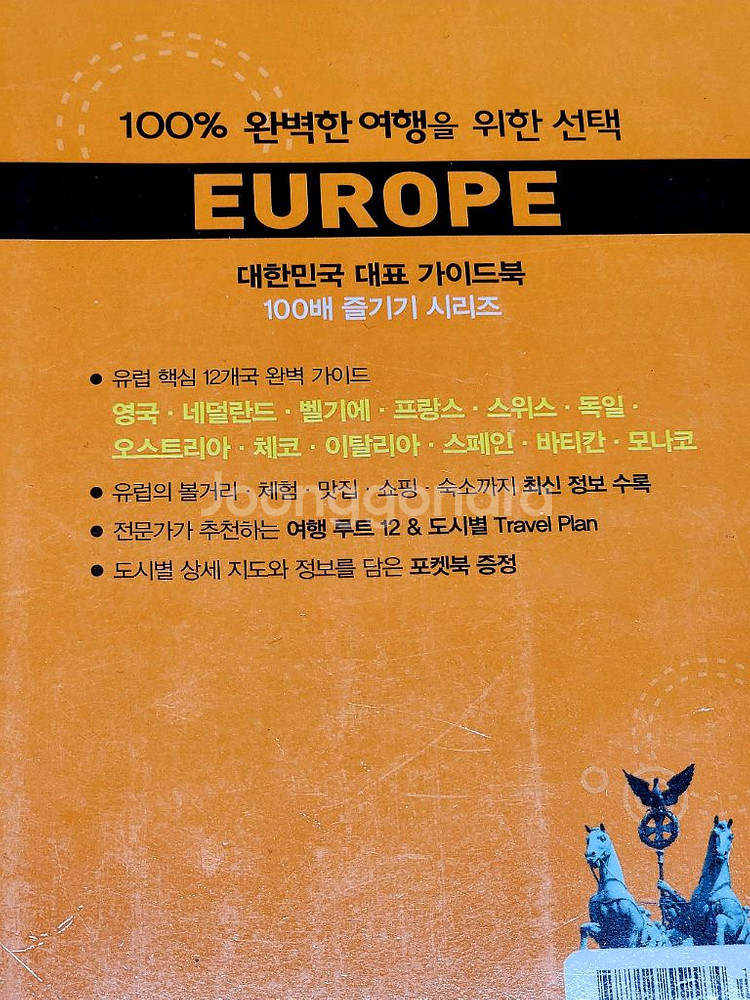 100% 완벽한 여행을 위한 선택
EUROPE
대한민국 대표 가이드북
100배 즐기기 시리즈
● 유럽 핵심 12개국 완벽 가이드
영국 · 네덜란드 · 벨기에 · 프랑스 · 스위스 · 독일 ·
오스트리아 · 체코 · 이탈리아 · 스페인 · 바티칸 · 모나코
● 유럽의 볼거리 · 체험 · 맛집 · 쇼핑 · 숙소까지 최신 정보 수록
Joonggonara
● 전문가가 추천하는 여행 루트 12 & 도시별 Travel Plan
● 도시별 상세 지도와 정보를 담은 포켓북 증정